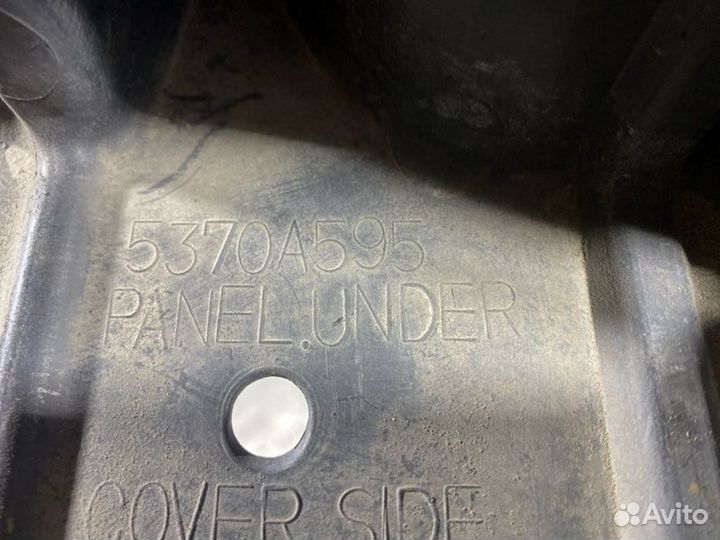 5370A595
PANEL,UNDER
COVER SIDE
Avito